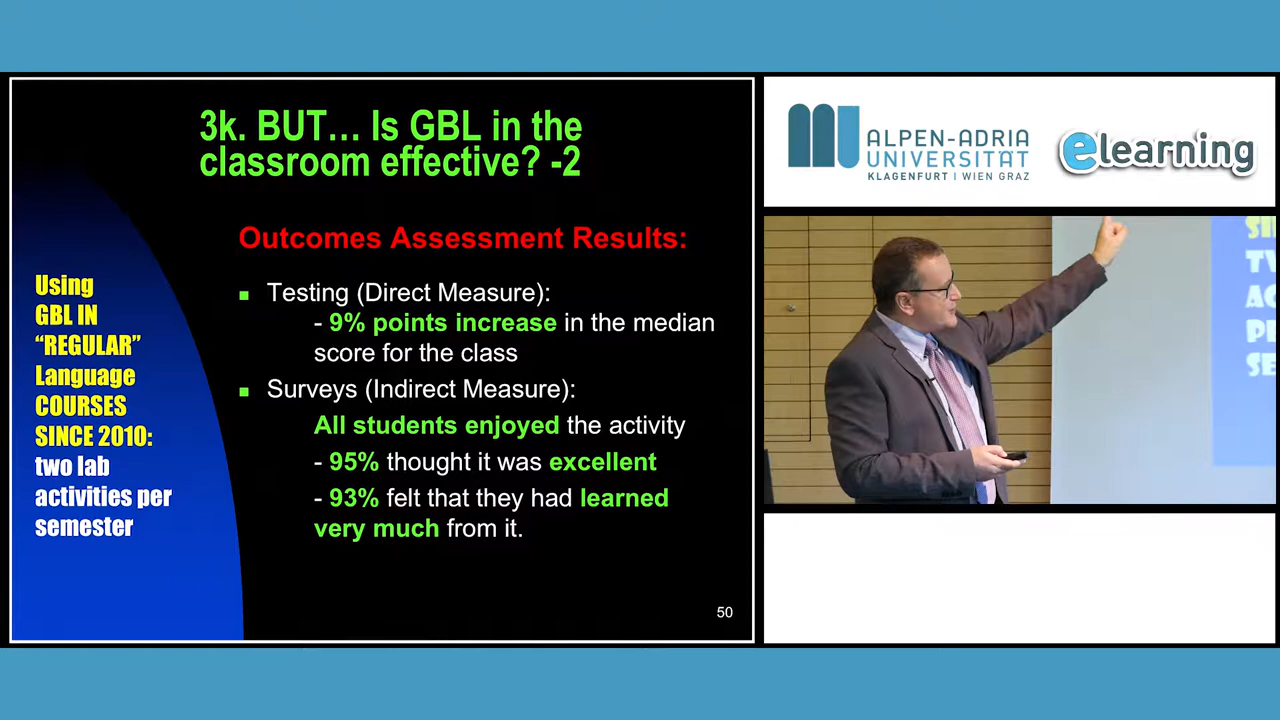 3k. BUT… Is GBL in the
classroom effective? -2
Outcomes Assessment Results:
Testing (Direct Measure):
- 9% points increase in the median
score for the class
Surveys (Indirect Measure):
All students enjoyed the activity
- 95% thought it was excellent
- 93% felt that they had learned
very much from it.
Using
GBL IN
“REGULAR”
Language
COURSES
SINCE 2010:
two lab
activities per
semester
50
ALPEN-ADRIA
UNIVERSITÄT
KLAGENFURT | WIEN GRAZ
elearning